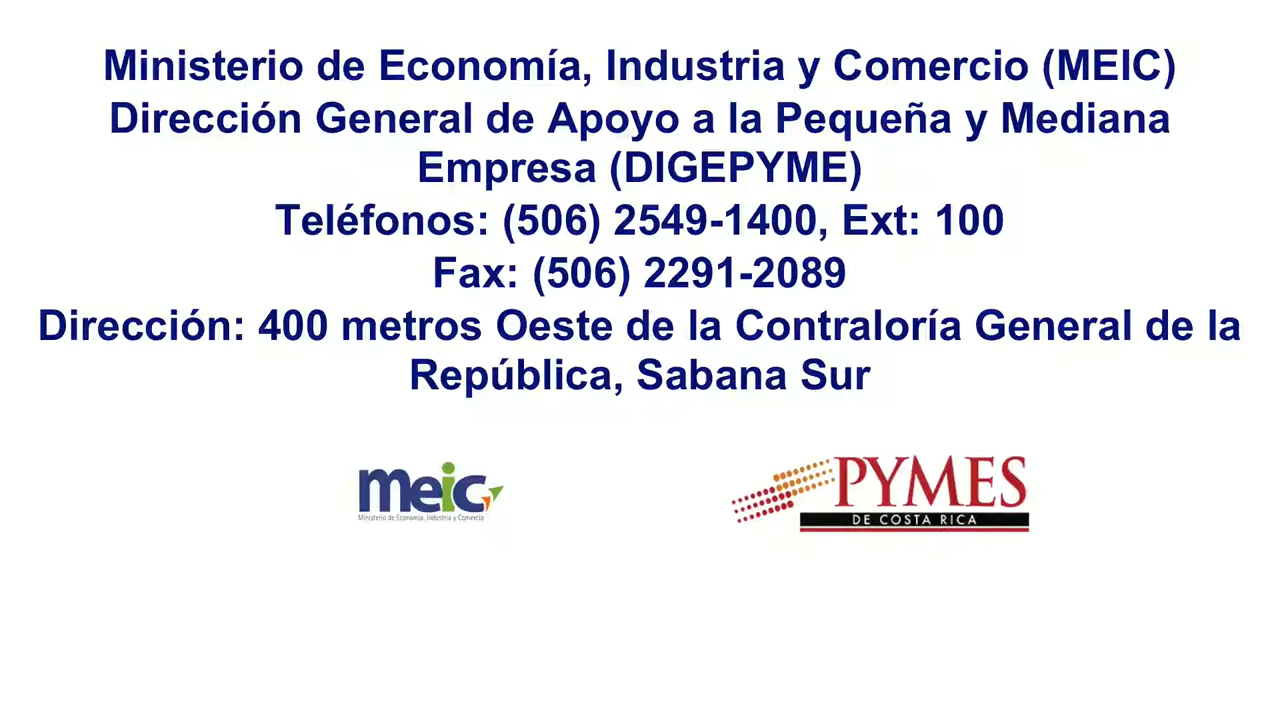 Ministerio de Economía, Industria y Comercio (MEIC)
Dirección General de Apoyo a la Pequeña y Mediana
Empresa (DIGEPYME)
Teléfonos: (506) 2549-1400, Ext: 100
Fax: (506) 2291-2089
Dirección: 400 metros Oeste de la Contraloría General de la
República, Sabana Sur
meic
Ministerio de Economía, Industria y Comercio
PYMES
DE COSTA RICA